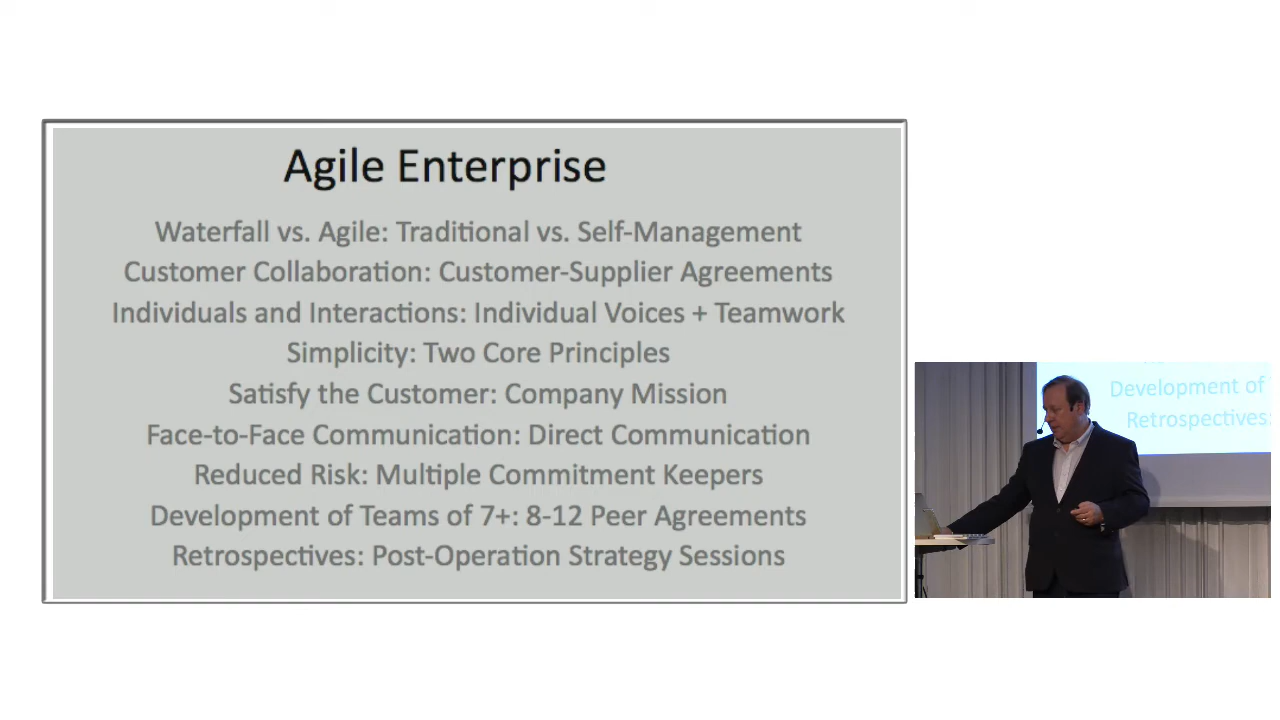 Agile Enterprise
Waterfall vs. Agile: Traditional vs. Self-Management
Customer Collaboration: Customer-Supplier Agreements
Individuals and Interactions: Individual Voices + Teamwork
Simplicity: Two Core Principles
Satisfy the Customer: Company Mission
Face-to-Face Communication: Direct Communication
Reduced Risk: Multiple Commitment Keepers
Development of Teams of 7+: 8-12 Peer Agreements
Retrospectives: Post-Operation Strategy Sessions
Development of
Retrospectives: